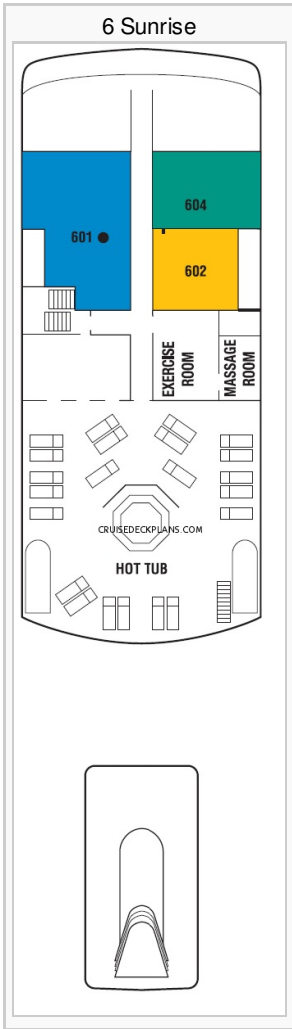 6 Sunrise
604
601
602
EXERCISE
ROOM
MASSAGE
ROOM
CRUISEDECKPLANS.COM
HOT TUB